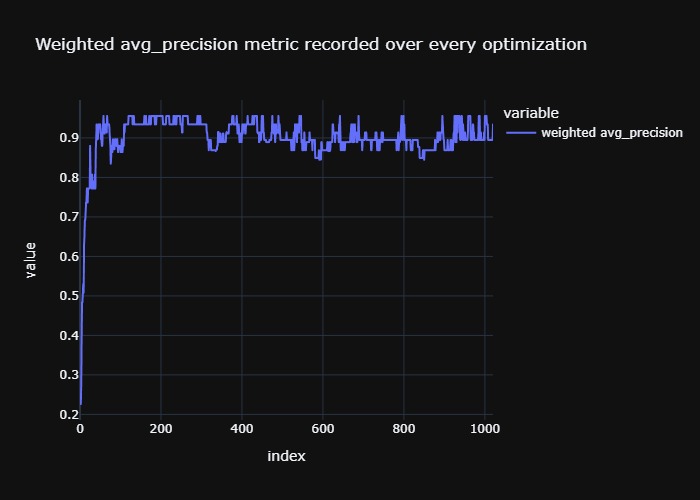 Weighted avg_precision metric recorded over every optimization
variable
weighted avg_precision
value
0.9
0.8
0.7
0.6
0.5
0.4
0.3
0.2
0 200 400 600 800 1000
index